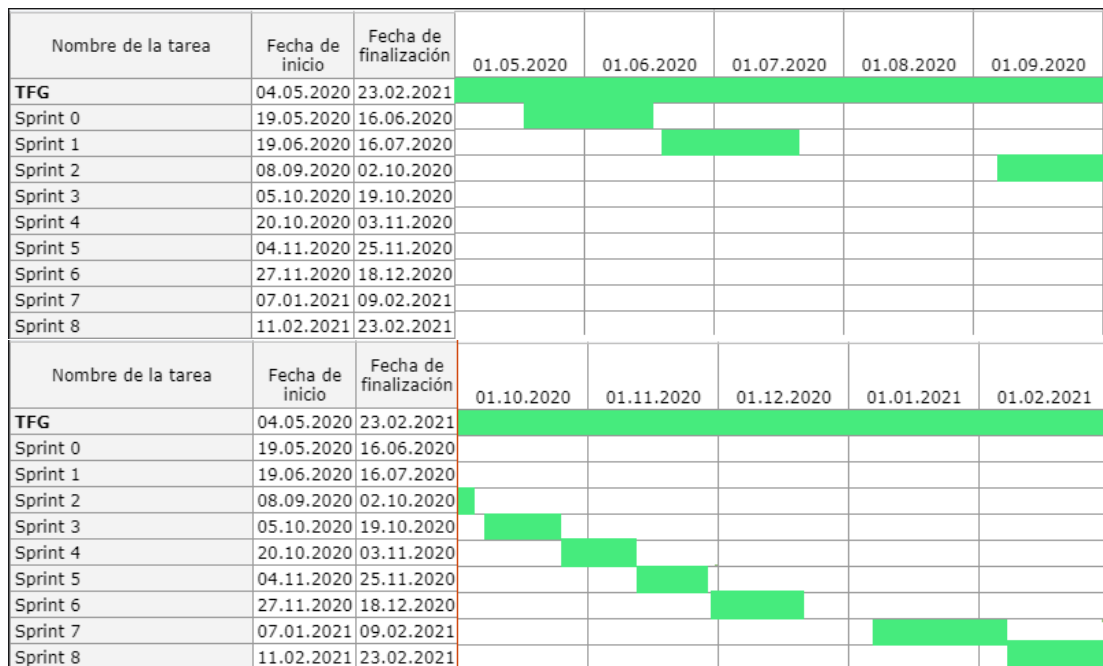 Nombre de la tarea Fecha de inicio Fecha de finalización 01.05.2020 01.06.2020 01.07.2020 01.08.2020 01.09.2020
TFG 04.05.2020 23.02.2021
Sprint 0 19.05.2020 16.06.2020
Sprint 1 19.06.2020 16.07.2020
Sprint 2 08.09.2020 02.10.2020
Sprint 3 05.10.2020 19.10.2020
Sprint 4 20.10.2020 03.11.2020
Sprint 5 04.11.2020 25.11.2020
Sprint 6 27.11.2020 18.12.2020
Sprint 7 07.01.2021 09.02.2021
Sprint 8 11.02.2021 23.02.2021
Nombre de la tarea Fecha de inicio Fecha de finalización 01.10.2020 01.11.2020 01.12.2020 01.01.2021 01.02.2021
TFG 04.05.2020 23.02.2021
Sprint 0 19.05.2020 16.06.2020
Sprint 1 19.06.2020 16.07.2020
Sprint 2 08.09.2020 02.10.2020
Sprint 3 05.10.2020 19.10.2020
Sprint 4 20.10.2020 03.11.2020
Sprint 5 04.11.2020 25.11.2020
Sprint 6 27.11.2020 18.12.2020
Sprint 7 07.01.2021 09.02.2021
Sprint 8 11.02.2021 23.02.2021